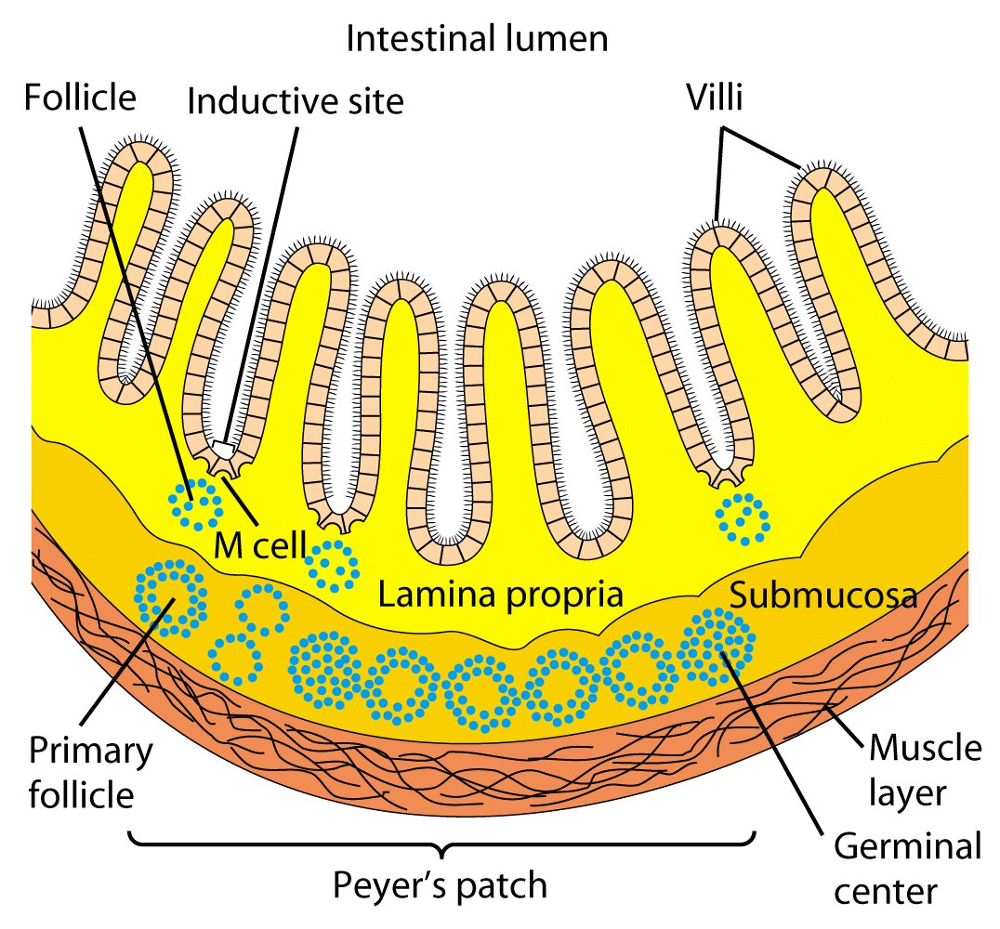 Intestinal lumen
Follicle
Inductive site
Villi
M cell
Lamina propria
Submucosa
Primary
follicle
Muscle
layer
Germinal
center
Peyer's patch